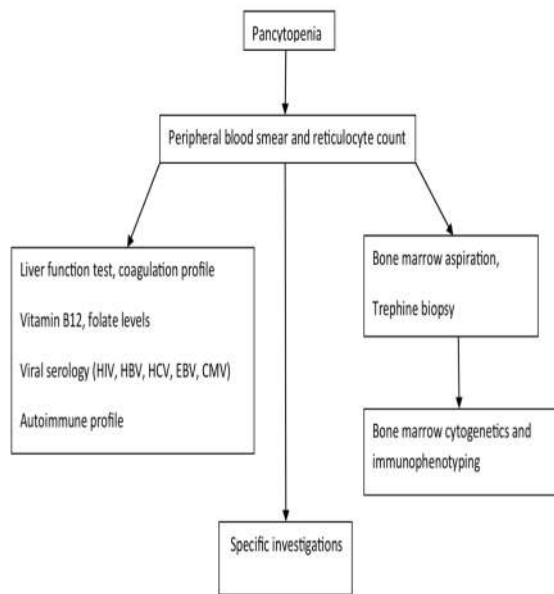 Pancytopenia
Peripheral blood smear and reticulocyte count
Liver function test, coagulation profile
Vitamin B12, folate levels
Viral serology (HIV, HBV, HCV, EBV, CMV)
Autoimmune profile
Bone marrow aspiration,
Trephine biopsy
Bone marrow cytogenetics and
immunophenotyping
Specific investigations